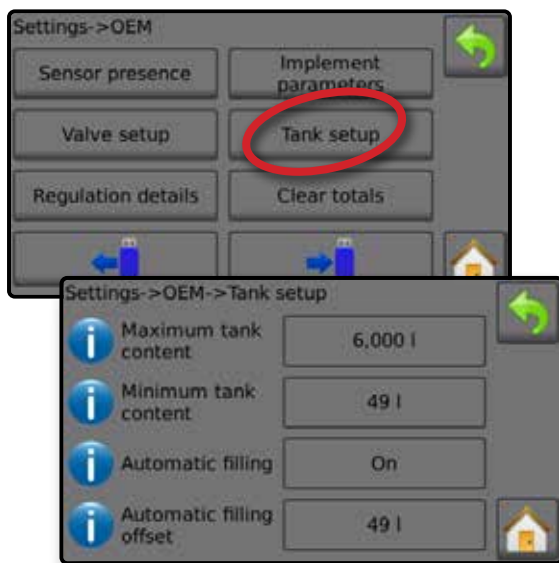 Settings->OEM
Sensor presence
Implement
parameters
Valve setup
Tank setup
Regulation details
Clear totals
Settings->OEM->Tank setup
Maximum tank
content
6,000 l
Minimum tank
content
49 l
Automatic filling
On
Automatic filling
offset
49 l